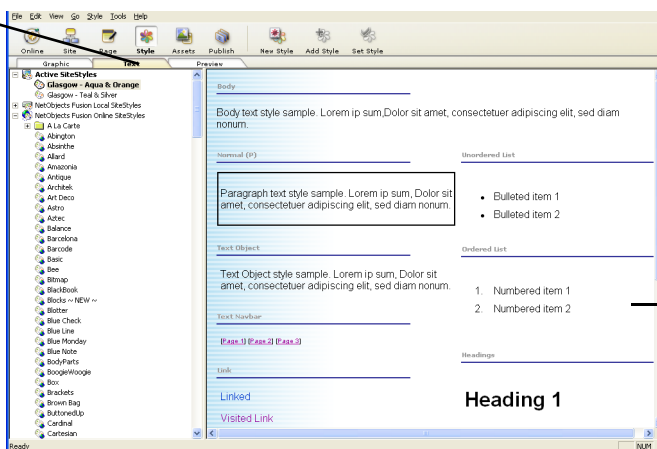 File Edit View Go Style Tools Help
Online Site Page Style Assets Publish New Style Add Style Set Style
Graphic Text Preview
Active SiteStyles
Glasgow - Aqua & Orange
Glasgow - Teal & Silver
NetObjects Fusion Local SiteStyles
NetObjects Fusion Online SiteStyles
A La Carte
Abington
Absinthe
Allard
Amazonia
Antique
Architek
Art Deco
Astro
Aztec
Balance
Barcelona
Barcode
Basic
Bee
Bitmap
BlackBook
Blocks ~ NEW ~
Blotter
Blue Check
Blue Line
Blue Monday
Blue Note
BodyParts
BoogieWoogie
Box
Brackets
Brown Bag
ButtonedUp
Cardinal
Cartesian
Body
Body text style sample. Lorem ip sum,Dolor sit amet, consectetuer adipiscing elit, sed diam
nonum.
Normal (P)
Paragraph text style sample. Lorem ip sum, Dolor sit
amet, consectetuer adipiscing elit, sed diam nonum.
Text Object
Text Object style sample. Lorem ip sum, Dolor sit
amet, consectetuer adipiscing elit, sed diam nonum.
Text Navbar
[Page 1] [Page 2] [Page 3]
Link
Linked
Visited Link
Unordered List
• Bulleted item 1
• Bulleted item 2
Ordered List
1. Numbered item 1
2. Numbered item 2
Headings
Heading 1
Ready NUM